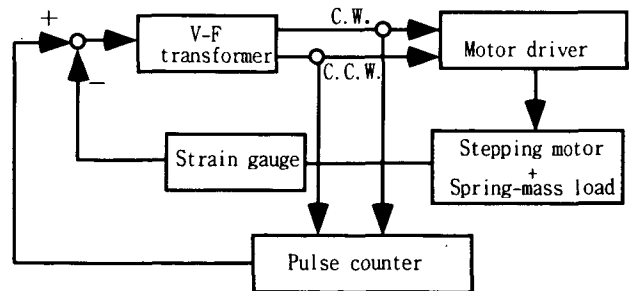 +
−
V-F
transformer
C.W.
C.C.W.
Motor driver
Strain gauge
Stepping motor
+
Spring-mass load
Pulse counter